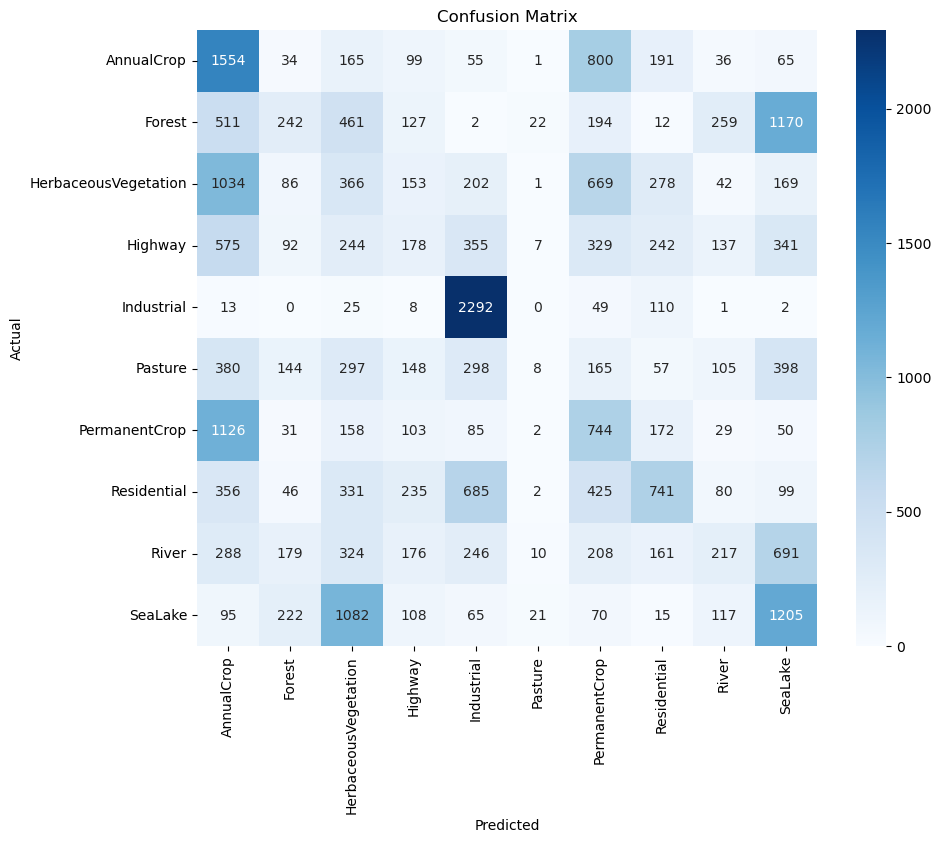 Confusion Matrix
Actual
AnnualCrop 1554 34 165 99 55 1 800 191 36 65
Forest 511 242 461 127 2 22 194 12 259 1170
HerbaceousVegetation 1034 86 366 153 202 1 669 278 42 169
Highway 575 92 244 178 355 7 329 242 137 341
Industrial 13 0 25 8 2292 0 49 110 1 2
Pasture 380 144 297 148 298 8 165 57 105 398
PermanentCrop 1126 31 158 103 85 2 744 172 29 50
Residential 356 46 331 235 685 2 425 741 80 99
River 288 179 324 176 246 10 208 161 217 691
SeaLake 95 222 1082 108 65 21 70 15 117 1205
AnnualCrop
Forest
HerbaceousVegetation
Highway
Industrial
Pasture
PermanentCrop
Residential
River
SeaLake
Predicted
2000
1500
1000
500
0